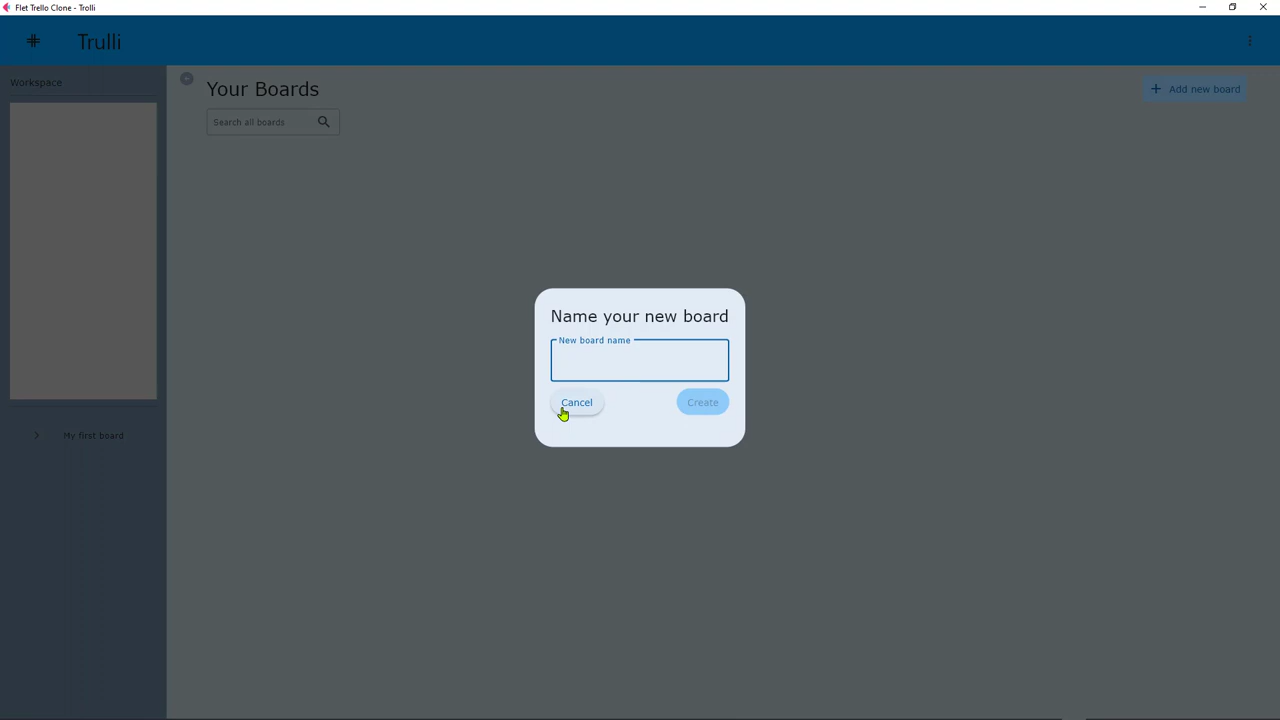 Flet Trello Clone - Trolli
Trulli
Workspace
Your Boards
Add new board
Search all boards
Name your new board
New board name
Cancel
Create
My first board